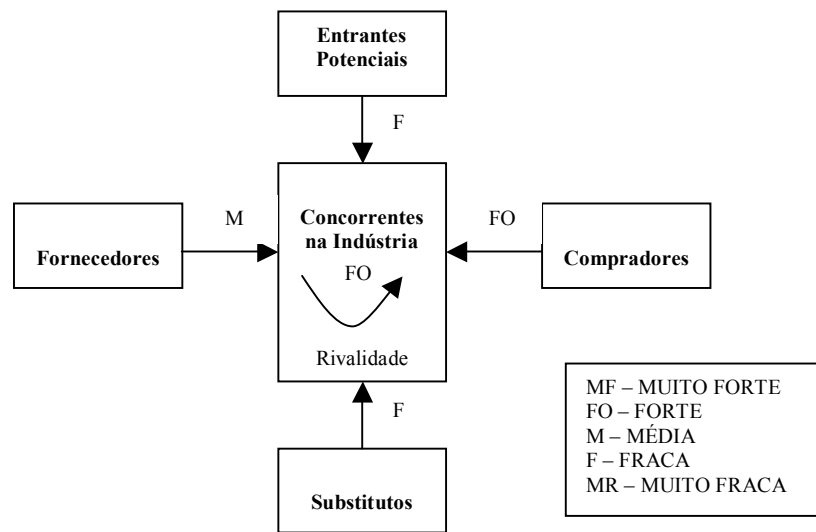 Entrantes
Potenciais
F
M
Concorrentes
na Indústria
FO
FO
Fornecedores
Compradores
Rivalidade
F
Substitutos
MF – MUITO FORTE
FO – FORTE
M – MÉDIA
F – FRACA
MR – MUITO FRACA